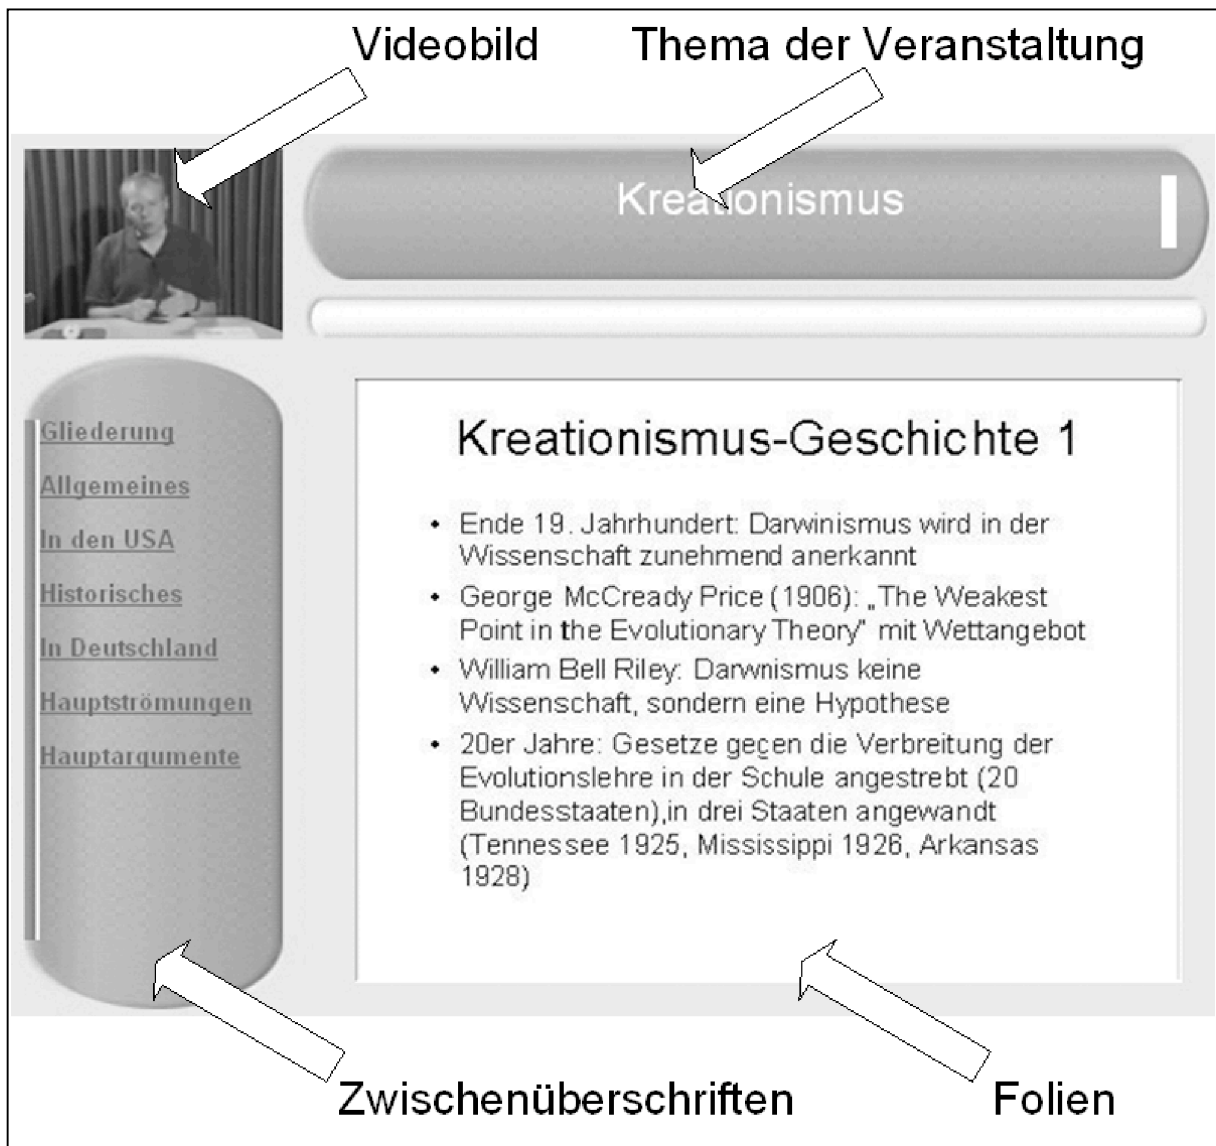 Videobild
Thema der Veranstaltung
Kreationismus
Gliederung
Allgemeines
In den USA
Historisches
In Deutschland
Hauptströmungen
Hauptargumente
Kreationismus-Geschichte 1
• Ende 19. Jahrhundert: Darwinismus wird in der
Wissenschaft zunehmend anerkannt
• George McCready Price (1906): „The Weakest
Point in the Evolutionary Theory" mit Wettangebot
• William Bell Riley: Darwnismus keine
Wissenschaft, sondern eine Hypothese
• 20er Jahre: Gesetze gegen die Verbreitung der
Evolutionslehre in der Schule angestrebt (20
Bundesstaaten),in drei Staaten angewandt
(Tennessee 1925, Mississippi 1926, Arkansas
1928)
Zwischenüberschriften
Folien